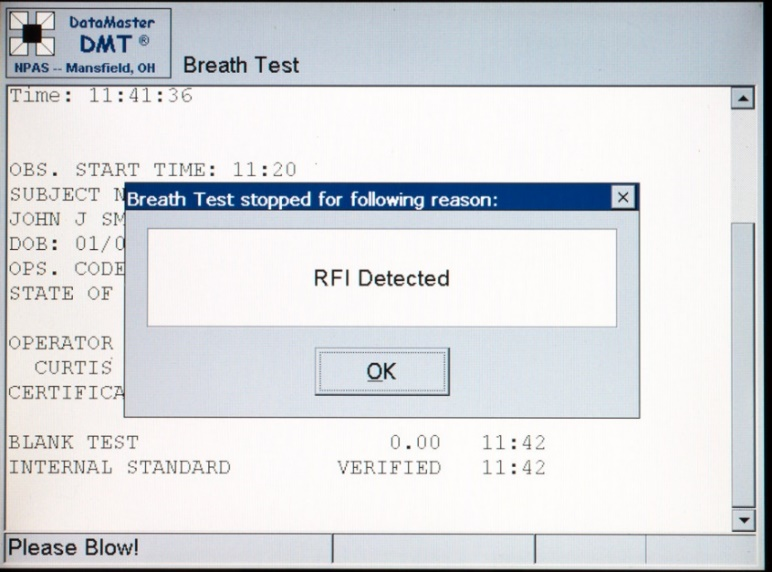 DataMaster
DMT ®
NPAS -- Mansfield, OH
Breath Test
Time: 11:41:36
OBS. START TIME: 11:20
SUBJECT N
JOHN J SM
DOB: 01/0
OPS. CODE
STATE OF
OPERATOR
CURTIS
CERTIFICA
Breath Test stopped for following reason:
RFI Detected
OK
BLANK TEST 0.00 11:42
INTERNAL STANDARD VERIFIED 11:42
Please Blow!